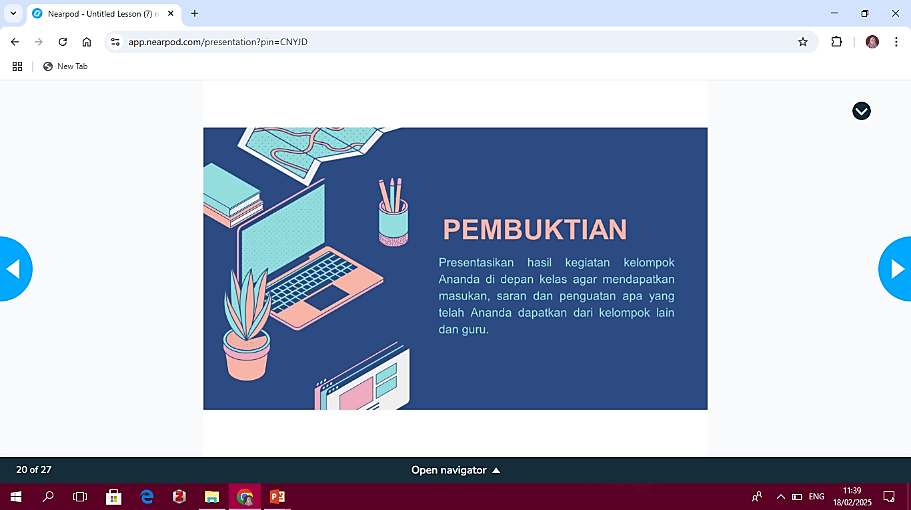 Nearpod - Untitled Lesson (7) n
app.nearpod.com/presentation?pin=CNYJD
New Tab
PEMBUKTIAN
Presentasikan hasil kegiatan kelompok
Ananda di depan kelas agar mendapatkan
masukan, saran dan penguatan apa yang
telah Ananda dapatkan dari kelompok lain
dan guru.
20 of 27
Open navigator
ENG
11:39
18/02/2025